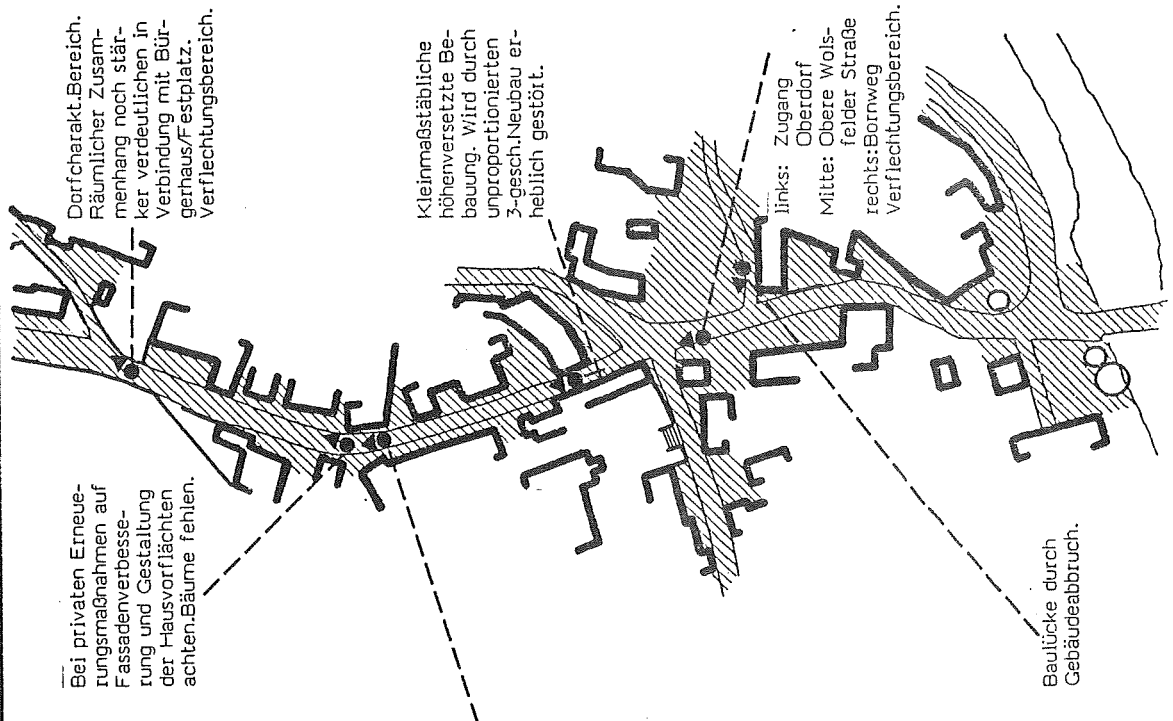 Dorfcharakt.Bereich.
Räumlicher Zusam-
menhang noch stär-
ker verdeutlichen in
Verbindung mit Bür-
gerhaus/Festplatz.
Verflechtungsbereich.
Bei privaten Erneue-
rungsmaßnahmen auf
Fassadenverbesse-
rung und Gestaltung
der Hausvorflächten
achten.Bäume fehlen.
Kleinmaßstäbliche
höhenversetzte Be-
bauung. Wird durch
unproportionierten
3-gesch.Neubau er-
heblich gestört.
links: Zugang
Oberdorf
Mitte: Obere Wols-
felder Straße
rechts:Bornweg
Verflechtungsbereich.
Baulücke durch
Gebäudeabbruch.